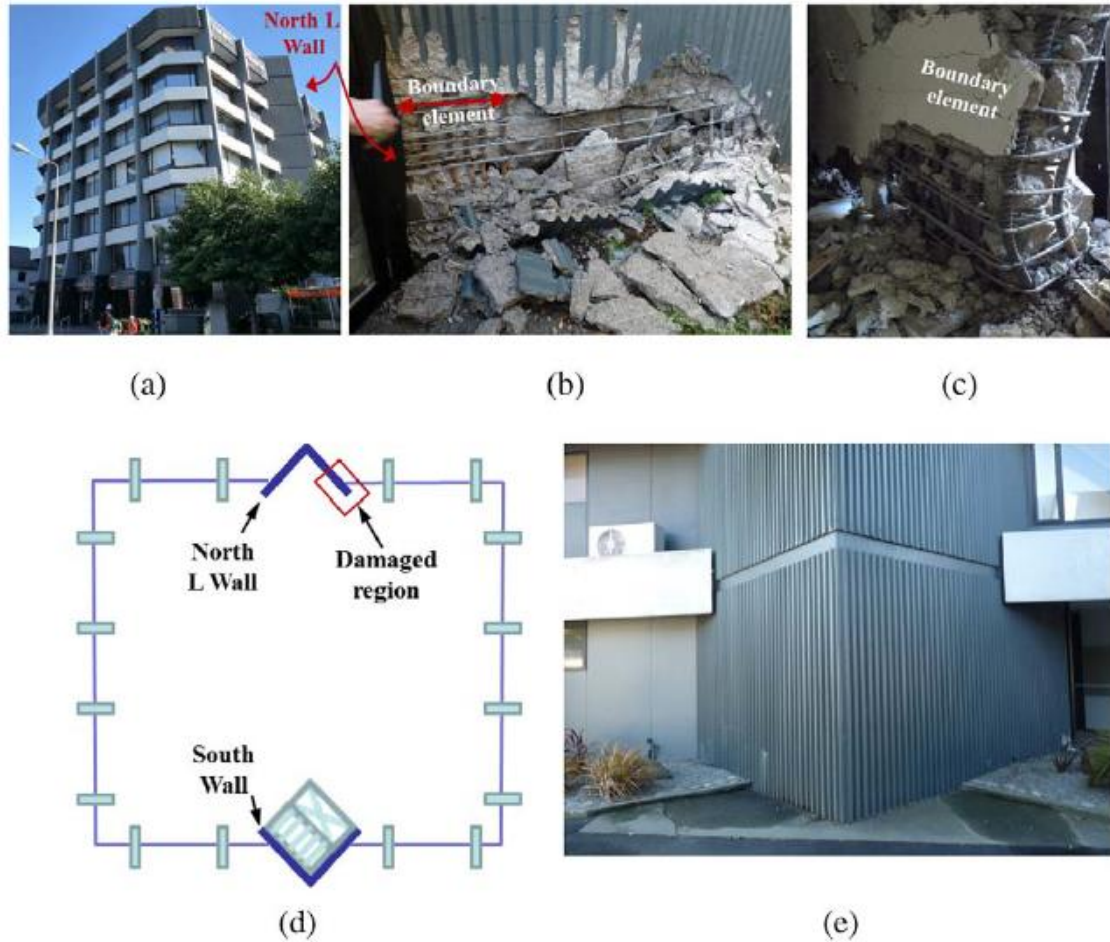 North L
Wall
Boundary
element
Boundary
element
(a)
(b)
(c)
North
L Wall
Damaged
region
South
Wall
(d)
(e)